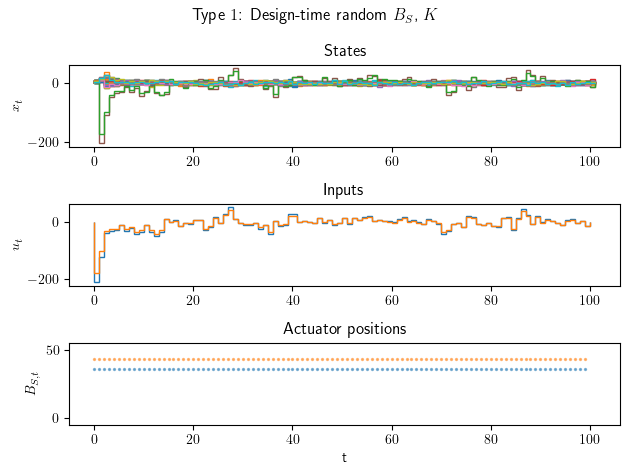 Type 1: Design-time random $B_S$, $K$
States
$x_t$
0
−200
0 20 40 60 80 100
Inputs
$u_t$
0
−200
0 20 40 60 80 100
Actuator positions
$B_{S,t}$
50
0
0 20 40 60 80 100
t